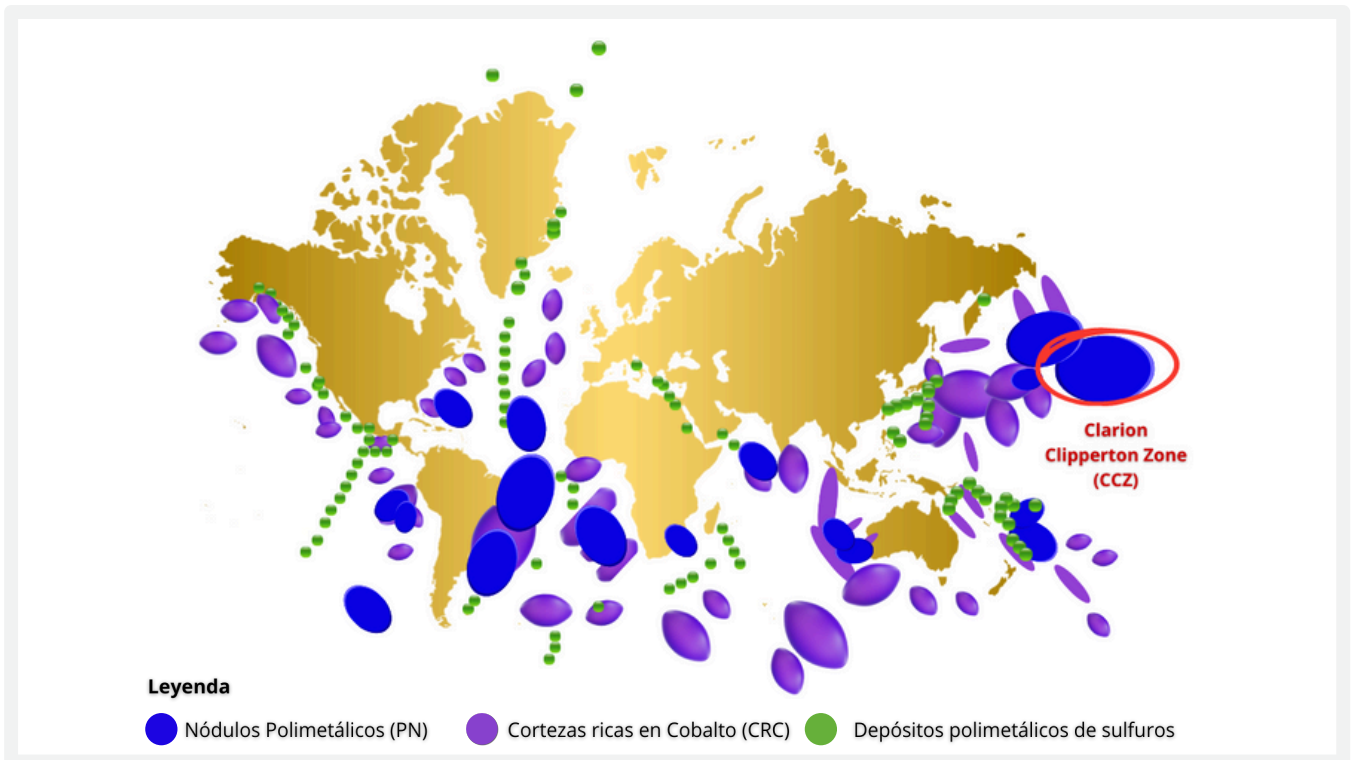 Clarion
Clipperton Zone
(CCZ)
Leyenda
Nódulos Polimetálicos (PN)
Cortezas ricas en Cobalto (CRC)
Depósitos polimetálicos de sulfuros